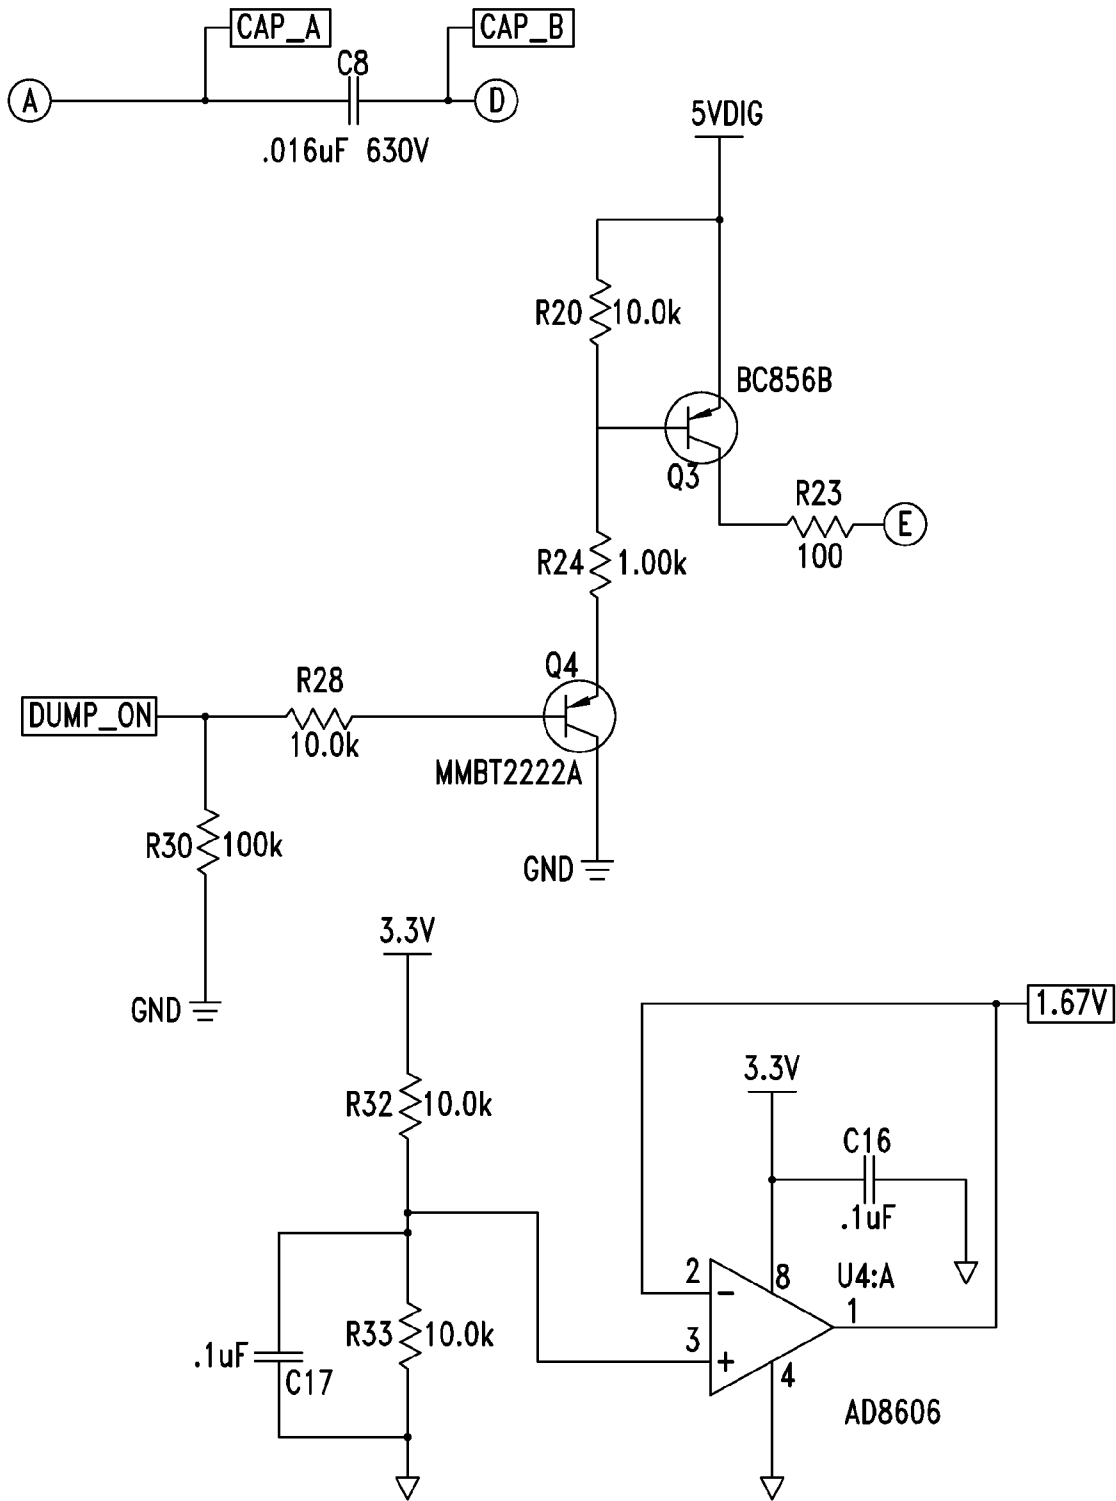 CAP_A
CAP_B
C8
A
D
.016uF 630V
5VDIG
R20 10.0k
BC856B
Q3
R23
E
100
R24 1.00k
Q4
R28
DUMP_ON
10.0k
MMBT2222A
R30 100k
GND
GND
3.3V
1.67V
3.3V
R32 10.0k
C16
.1uF
2
8
U4:A
1
3
R33 10.0k
.1uF
C17
4
AD8606